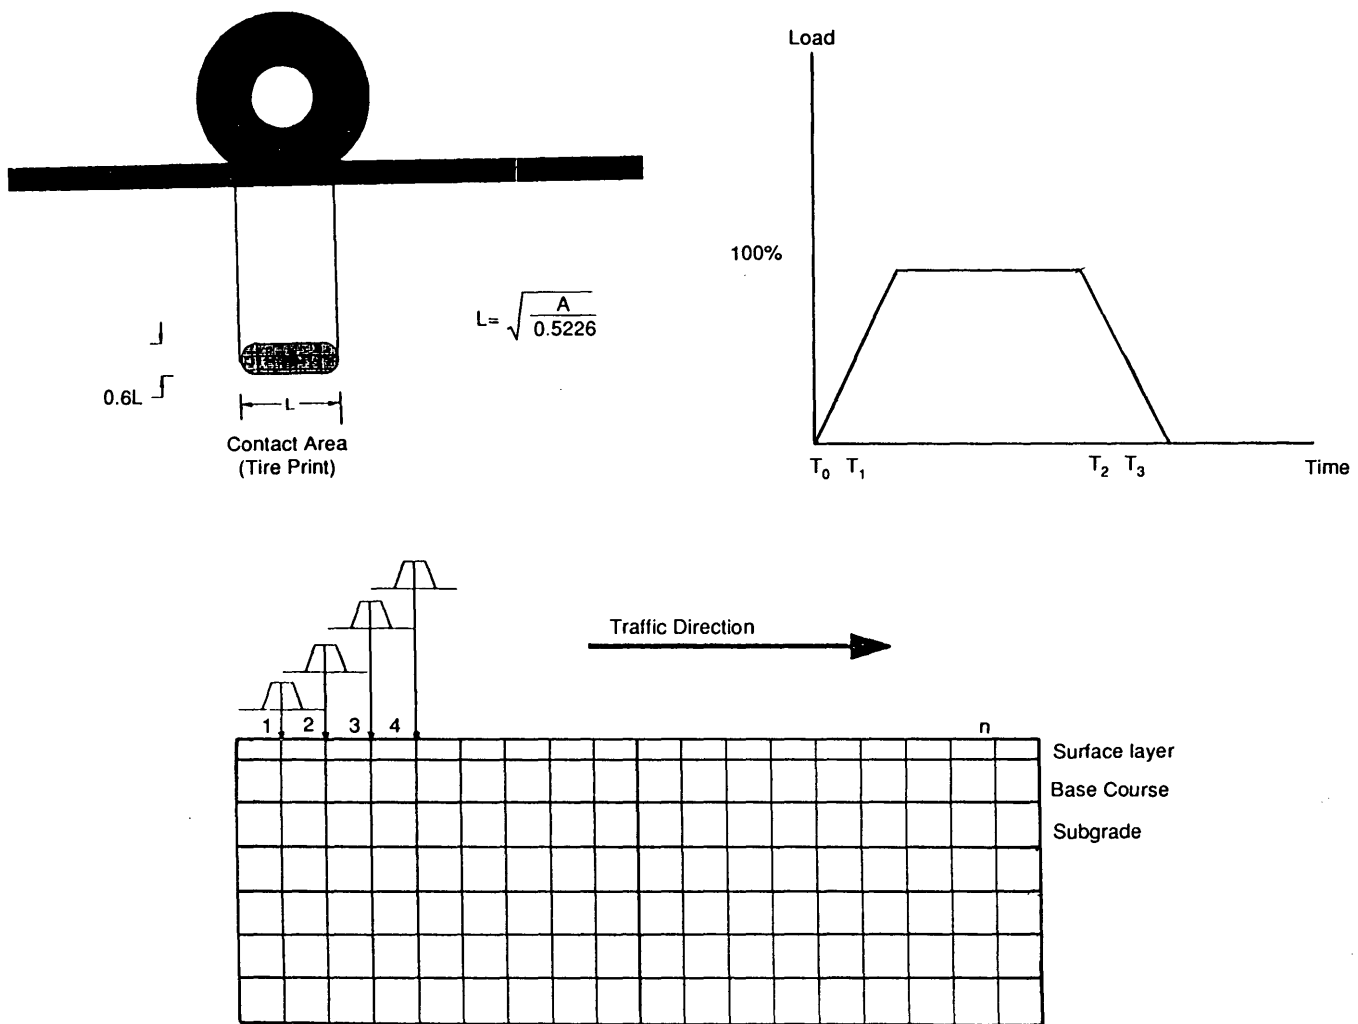 Load
100%
L= √(A / 0.5226)
0.6L
L
Contact Area
(Tire Print)
T₀ T₁ T₂ T₃ Time
Traffic Direction
1 2 3 4 n
Surface layer
Base Course
Subgrade